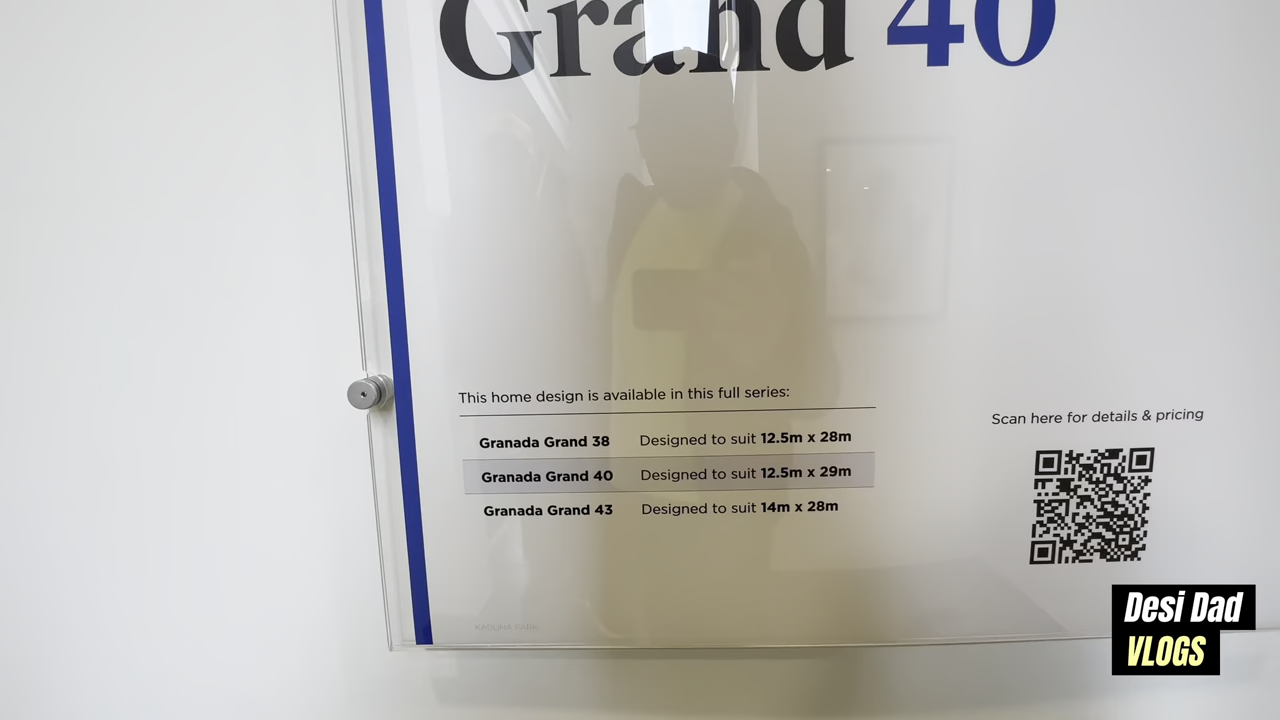 Grand 40
This home design is available in this full series:
Granada Grand 38 Designed to suit 12.5m x 28m
Granada Grand 40 Designed to suit 12.5m x 29m
Granada Grand 43 Designed to suit 14m x 28m
Scan here for details & pricing
KADUNA PARK
Desi Dad
VLOGS